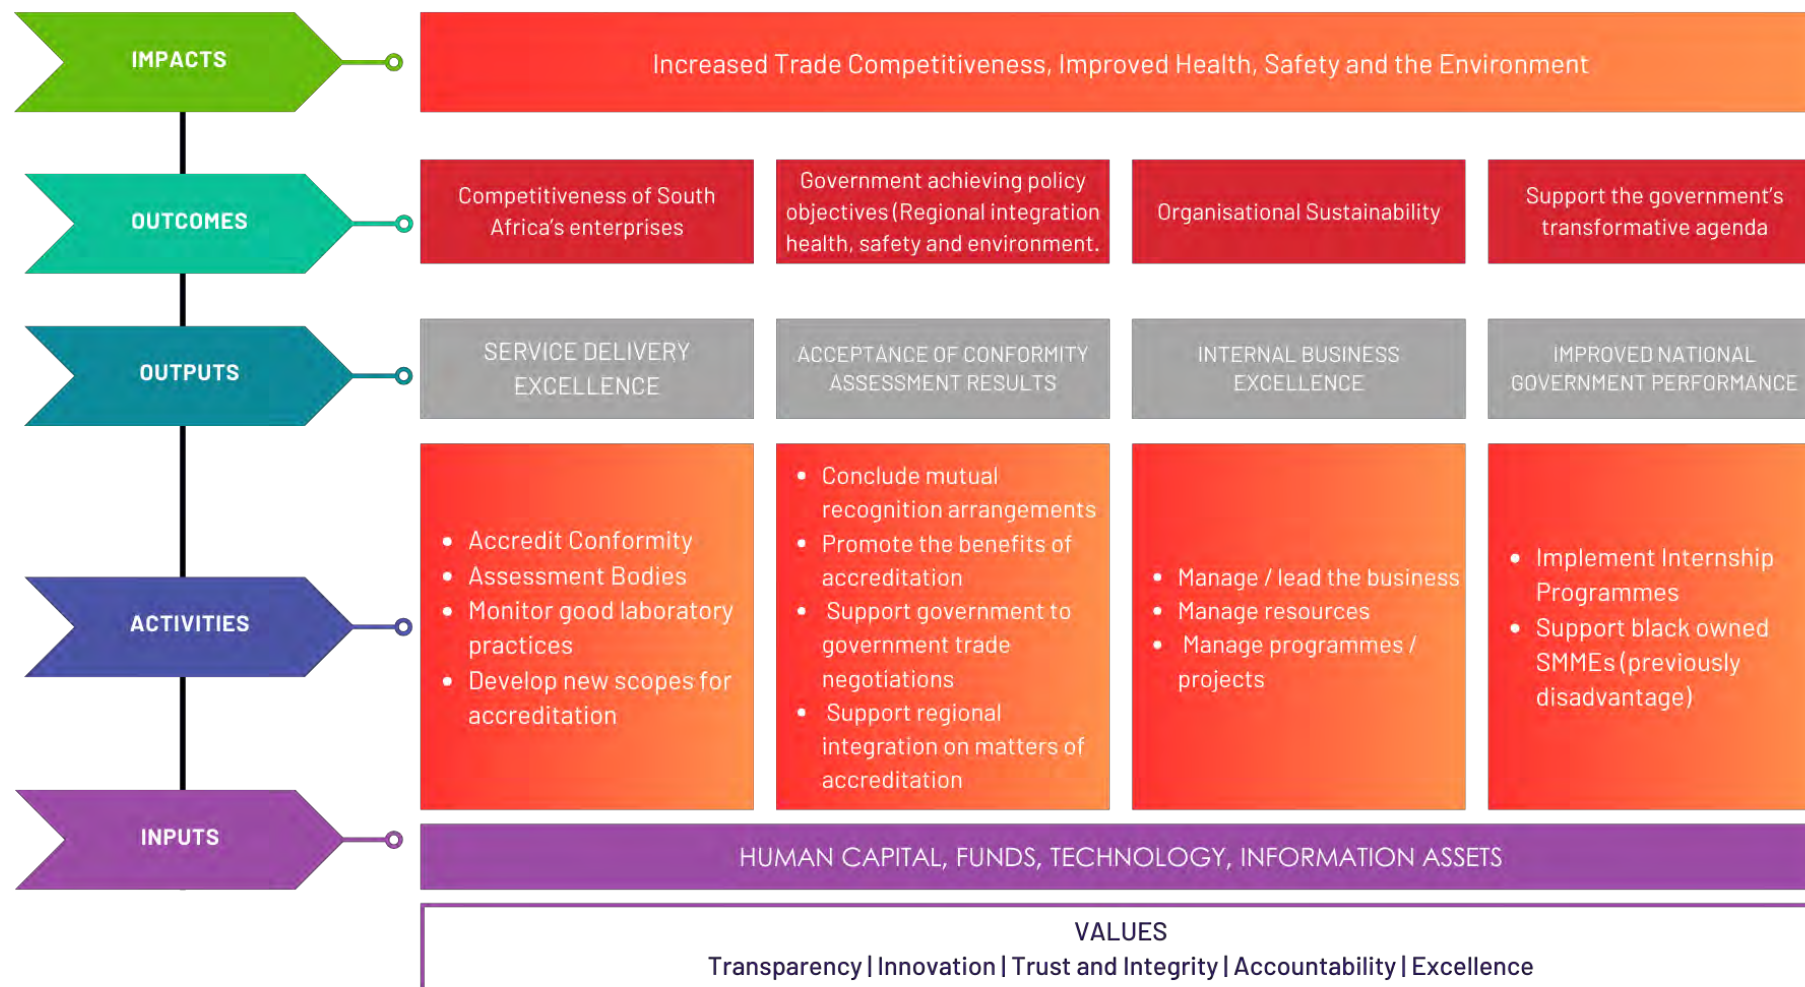 IMPACTS
Increased Trade Competitiveness, Improved Health, Safety and the Environment
OUTCOMES
Competitiveness of South
Africa's enterprises
Government achieving policy
objectives (Regional integration
health, safety and environment.
Organisational Sustainability
Support the government's
transformative agenda
OUTPUTS
SERVICE DELIVERY
EXCELLENCE
ACCEPTANCE OF CONFORMITY
ASSESSMENT RESULTS
INTERNAL BUSINESS
EXCELLENCE
IMPROVED NATIONAL
GOVERNMENT PERFORMANCE
ACTIVITIES
• Accredit Conformity
• Assessment Bodies
• Monitor good laboratory
practices
• Develop new scopes for
accreditation
• Conclude mutual
recognition arrangements
• Promote the benefits of
accreditation
• Support government to
government trade
negotiations
• Support regional
integration on matters of
accreditation
• Manage / lead the business
• Manage resources
• Manage programmes /
projects
• Implement Internship
Programmes
• Support black owned
SMMEs (previously
disadvantage)
INPUTS
HUMAN CAPITAL, FUNDS, TECHNOLOGY, INFORMATION ASSETS
VALUES
Transparency | Innovation | Trust and Integrity | Accountability | Excellence